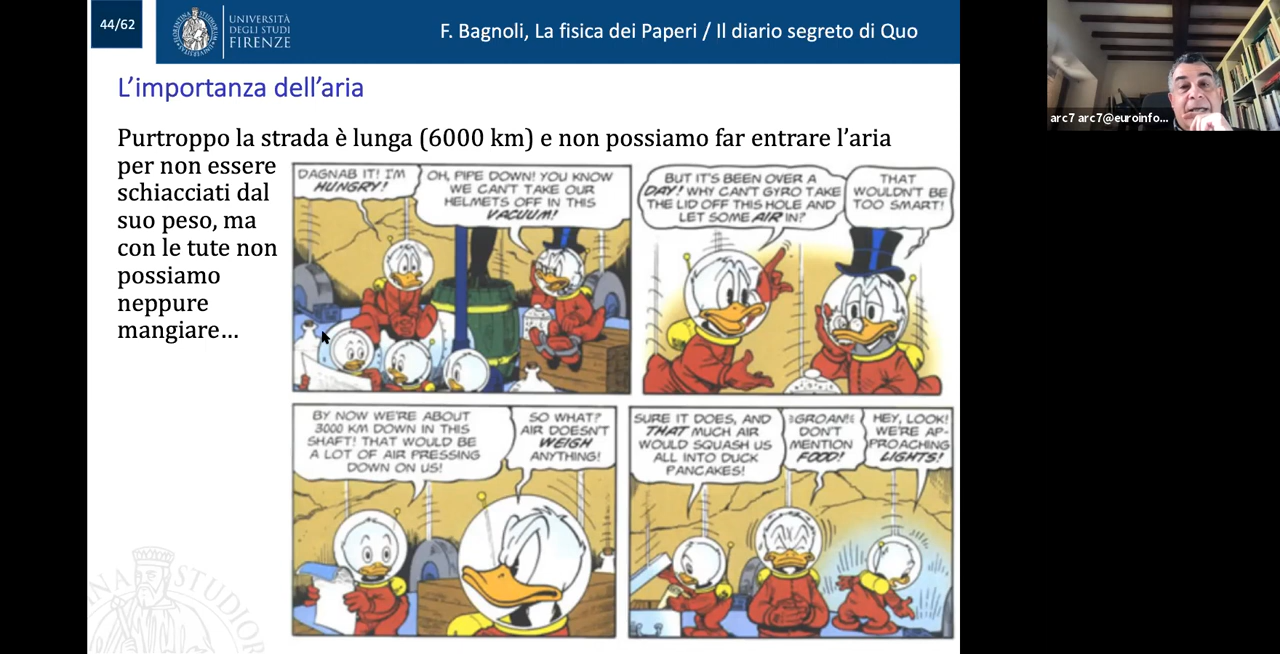 44/62
UNIVERSITÀ
DEGLI STUDI
FIRENZE
F. Bagnoli, La fisica dei Paperi / Il diario segreto di Quo
arc7 arc7@euroinfo...
L'importanza dell'aria
Purtroppo la strada è lunga (6000 km) e non possiamo far entrare l'aria
per non essere
schiacciati dal
suo peso, ma
con le tute non
possiamo
neppure
mangiare...
DAGNAB IT! I'M
HUNGRY!
OH, PIPE DOWN! YOU KNOW
WE CAN'T TAKE OUR
HELMETS OFF IN THIS
VACUUM!
BUT IT'S BEEN OVER A
DAY! WHY CAN'T GYRO TAKE
THE LID OFF THIS HOLE AND
LET SOME AIR IN?
THAT
WOULDN'T BE
TOO SMART!
BY NOW WE'RE ABOUT
3000 KM DOWN IN THIS
SHAFT! THAT WOULD BE
A LOT OF AIR PRESSING
DOWN ON US!
SO WHAT?
AIR DOESN'T
WEIGH
ANYTHING!
SURE IT DOES, AND
THAT MUCH AIR
WOULD SQUASH US
ALL INTO DUCK
PANCAKES!
GROAN!
DON'T
MENTION
FOOD!
HEY, LOOK!
WE'RE AP-
PROACHING
LIGHTS!